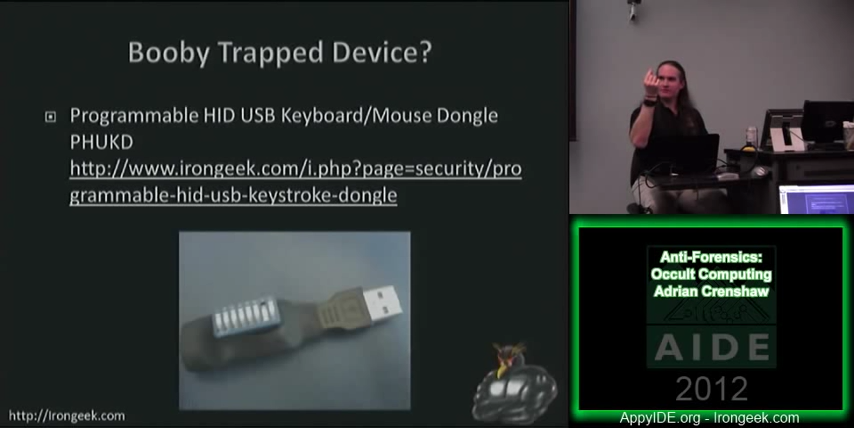 Booby Trapped Device?
Programmable HID USB Keyboard/Mouse Dongle
PHUKD
http://www.irongeek.com/i.php?page=security/pro
grammable-hid-usb-keystroke-dongle
http://Irongeek.com
Anti-Forensics:
Occult Computing
Adrian Crenshaw
AIDE
2012
AppyIDE.org - Irongeek.com